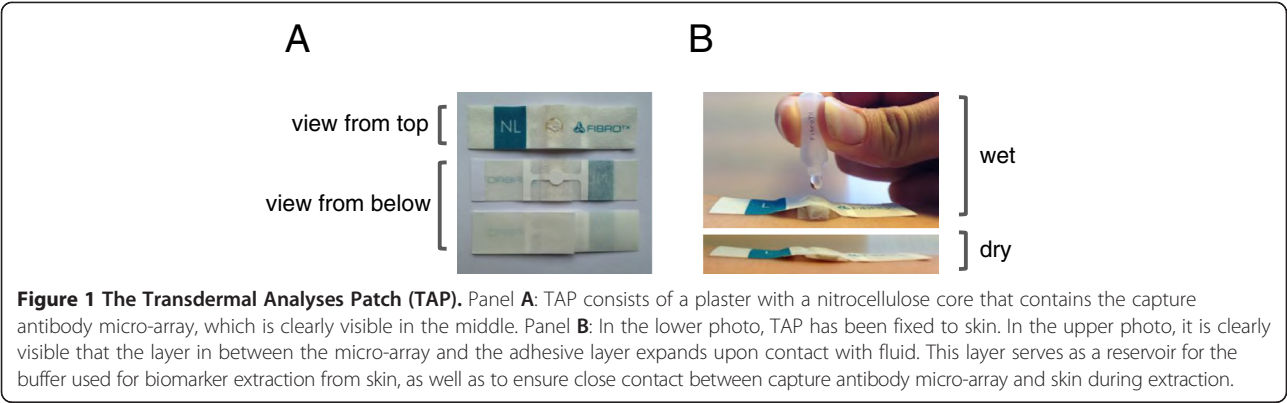 A
B
view from top
NL
FIBRO™
view from below
wet
dry
Figure 1 The Transdermal Analyses Patch (TAP). Panel A: TAP consists of a plaster with a nitrocellulose core that contains the capture
antibody micro-array, which is clearly visible in the middle. Panel B: In the lower photo, TAP has been fixed to skin. In the upper photo, it is clearly
visible that the layer in between the micro-array and the adhesive layer expands upon contact with fluid. This layer serves as a reservoir for the
buffer used for biomarker extraction from skin, as well as to ensure close contact between capture antibody micro-array and skin during extraction.